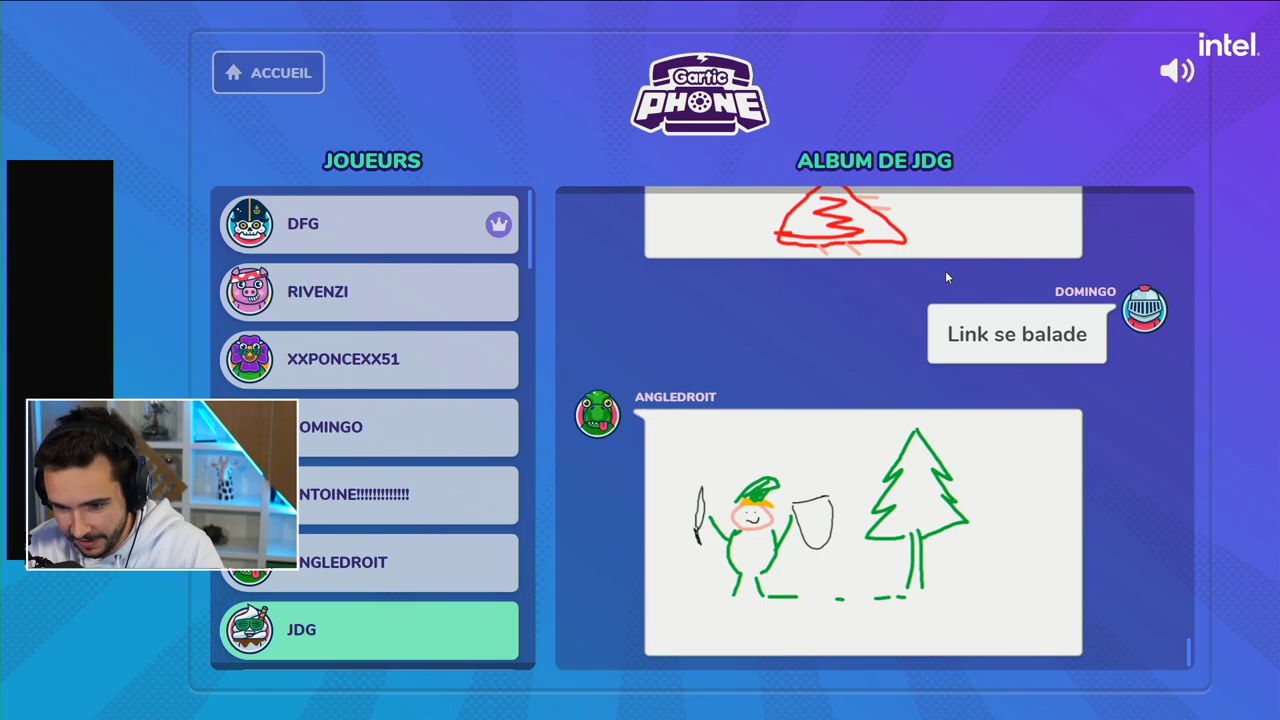 intel.
ACCUEIL
Gartic
PHONE
JOUEURS
ALBUM DE JDG
DFG
RIVENZI
XXPONCEXX51
OMINGO
NTOINE!!!!!!!!!!!!!
NGLEDROIT
JDG
DOMINGO
Link se balade
ANGLEDROIT